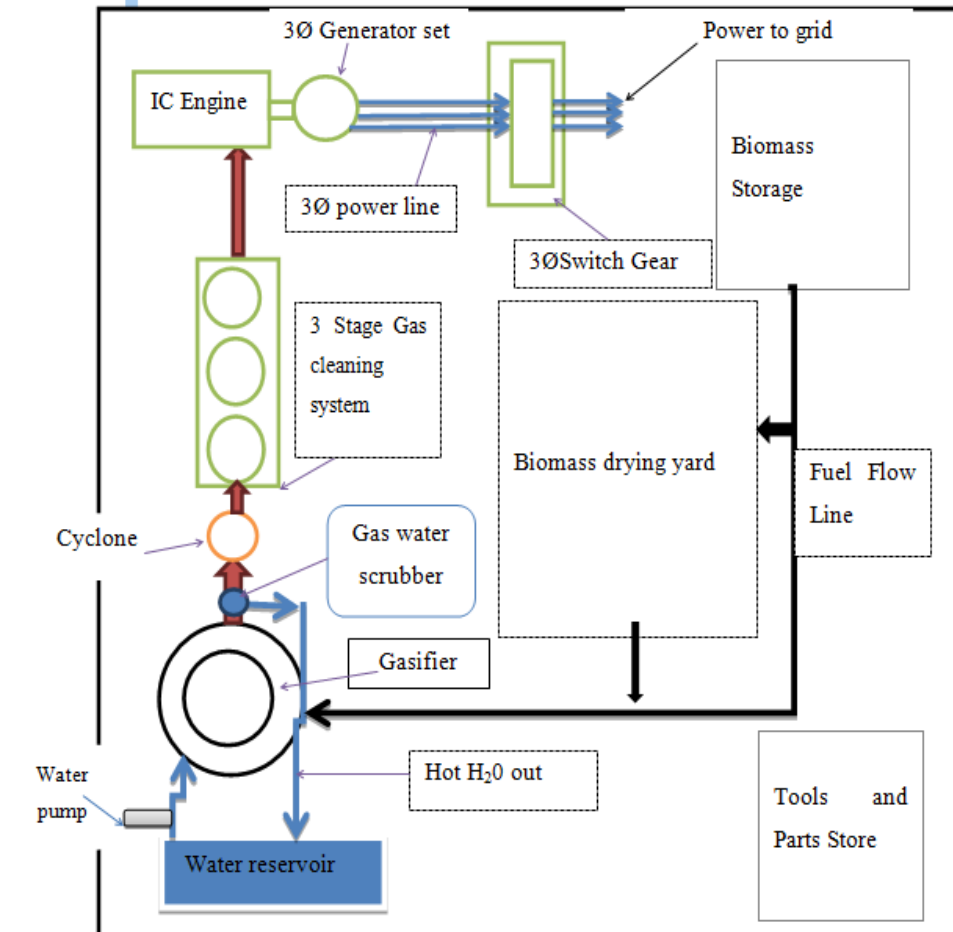 3Ø Generator set
Power to grid
IC Engine
Biomass
Storage
3Ø power line
3ØSwitch Gear
3 Stage Gas
cleaning
system
Biomass drying yard
Fuel Flow
Line
Cyclone
Gas water
scrubber
Gasifier
Water
pump
Hot H₂0 out
Tools and
Parts Store
Water reservoir